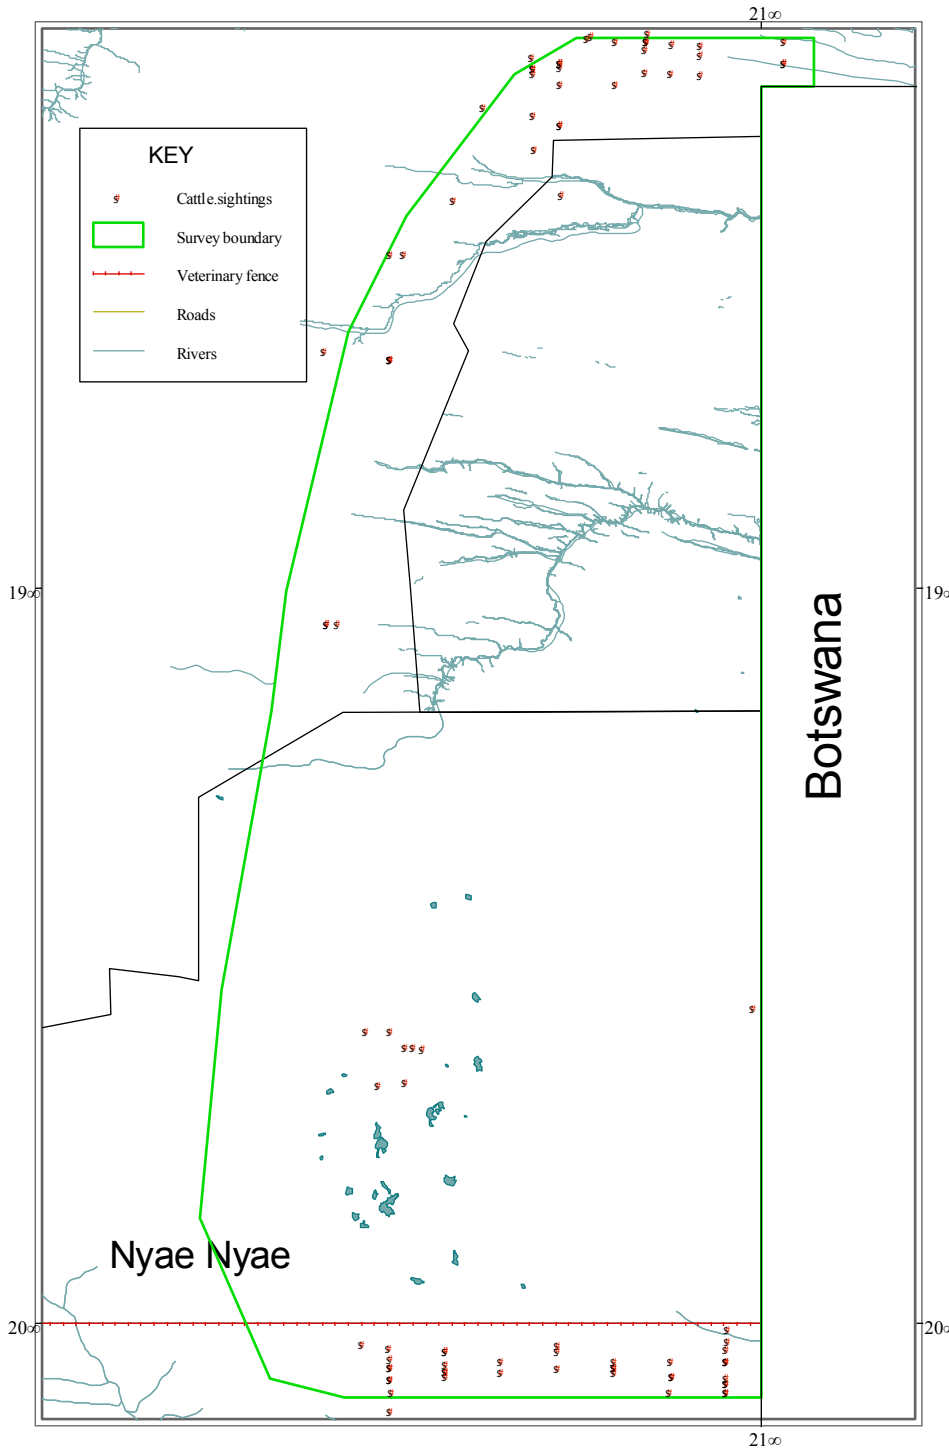 21∞
KEY
Cattle.sightings
Survey boundary
Veterinary fence
Roads
Rivers
19∞
19∞
Botswana
Nyae Nyae
20∞
20∞
21∞